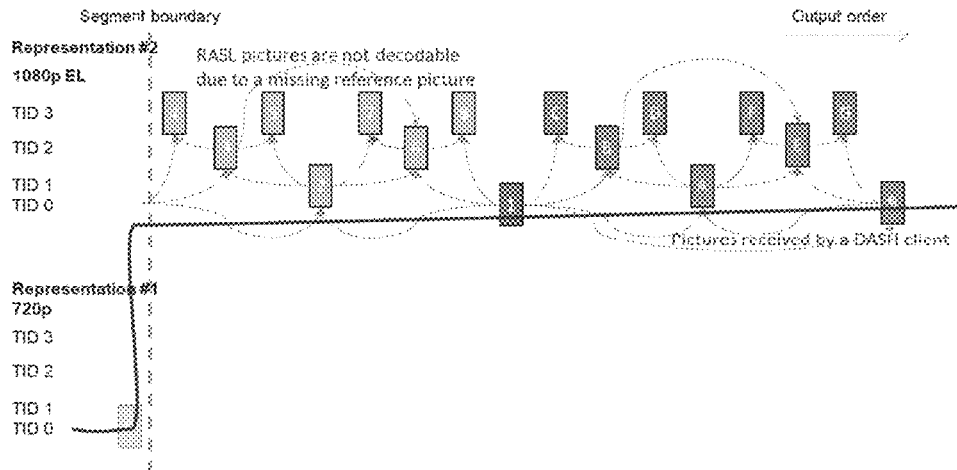 Segment boundary
Output order
Representation #2
RASL pictures are not decodable
due to a missing reference picture
1080p EL
TID 3
TID 2
TID 1
TID 0
Pictures received by a DASH client
Representation #1
720p
TID 3
TID 2
TID 1
TID 0